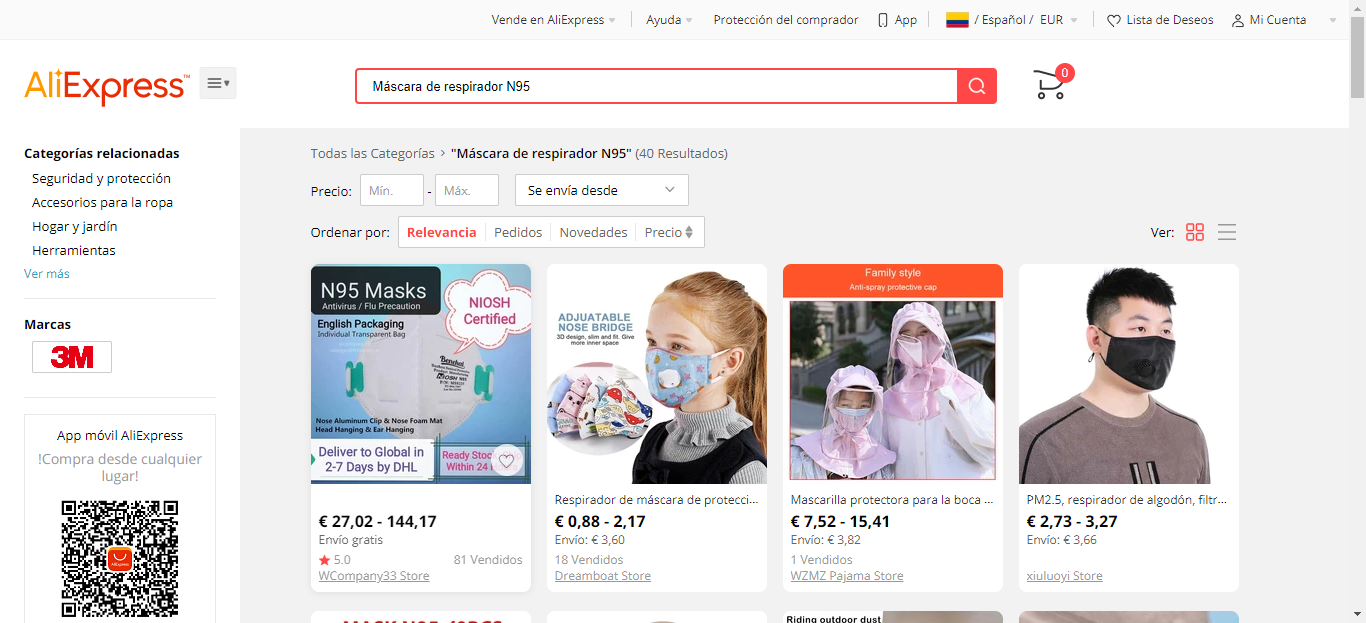 Vende en AliExpress
Ayuda
Protección del comprador
App
/ Español / EUR
Lista de Deseos
Mi Cuenta
AliExpress™
Máscara de respirador N95
0
Categorías relacionadas
Seguridad y protección
Accesorios para la ropa
Hogar y jardín
Herramientas
Ver más
Marcas
3M
App móvil AliExpress
!Compra desde cualquier
lugar!
AliExpress
Todas las Categorías > "Máscara de respirador N95" (40 Resultados)
Precio: Mín. - Máx. Se envía desde
Ordenar por: Relevancia Pedidos Novedades Precio
Ver:
N95 Masks
Antivirus / Flu Precaution
NIOSH
Certified
English Packaging
Individual Transparent Bag
Benehal
NIOSH N95
Nose Aluminum Clip & Nose Foam Mat
Head Hanging & Ear Hanging
Deliver to Global in
2-7 Days by DHL
Ready Stoc
Within 24
€ 27,02 - 144,17
Envío gratis
5.0
81 Vendidos
WCompany33 Store
ADJUATABLE
NOSE BRIDGE
3D design, slim and fit. Give
more inner space
Respirador de máscara de protecci...
€ 0,88 - 2,17
Envío: € 3,60
18 Vendidos
Dreamboat Store
Family style
Anti-spray protective cap
Mascarilla protectora para la boca ...
€ 7,52 - 15,41
Envío: € 3,82
1 Vendidos
WZMZ Pajama Store
PM2.5, respirador de algodón, filtr...
€ 2,73 - 3,27
Envío: € 3,66
xiuluoyi Store
Riding outdoor dust